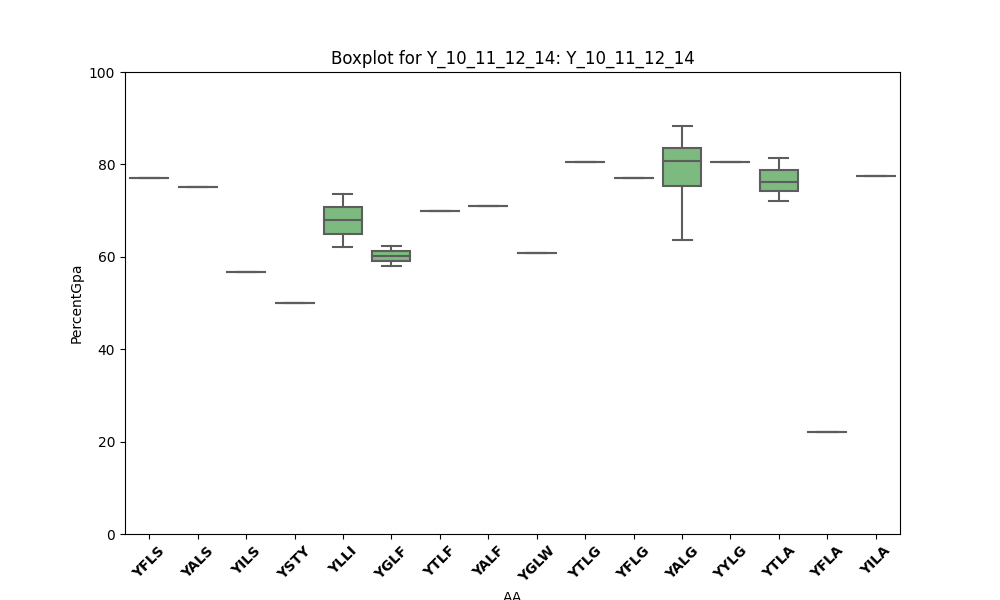 Boxplot for Y_10_11_12_14: Y_10_11_12_14
100
80
60
40
20
0
PercentGpa
YFLS YALS YILS YSTY YLLI YGLF YTLF YALF YGLW YTLG YFLG YALG YYLG YTLA YFLA YILA
AA